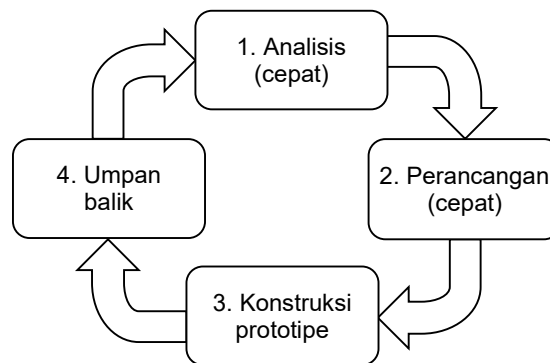 1. Analisis
(cepat)
2. Perancangan
(cepat)
3. Konstruksi
prototipe
4. Umpan
balik